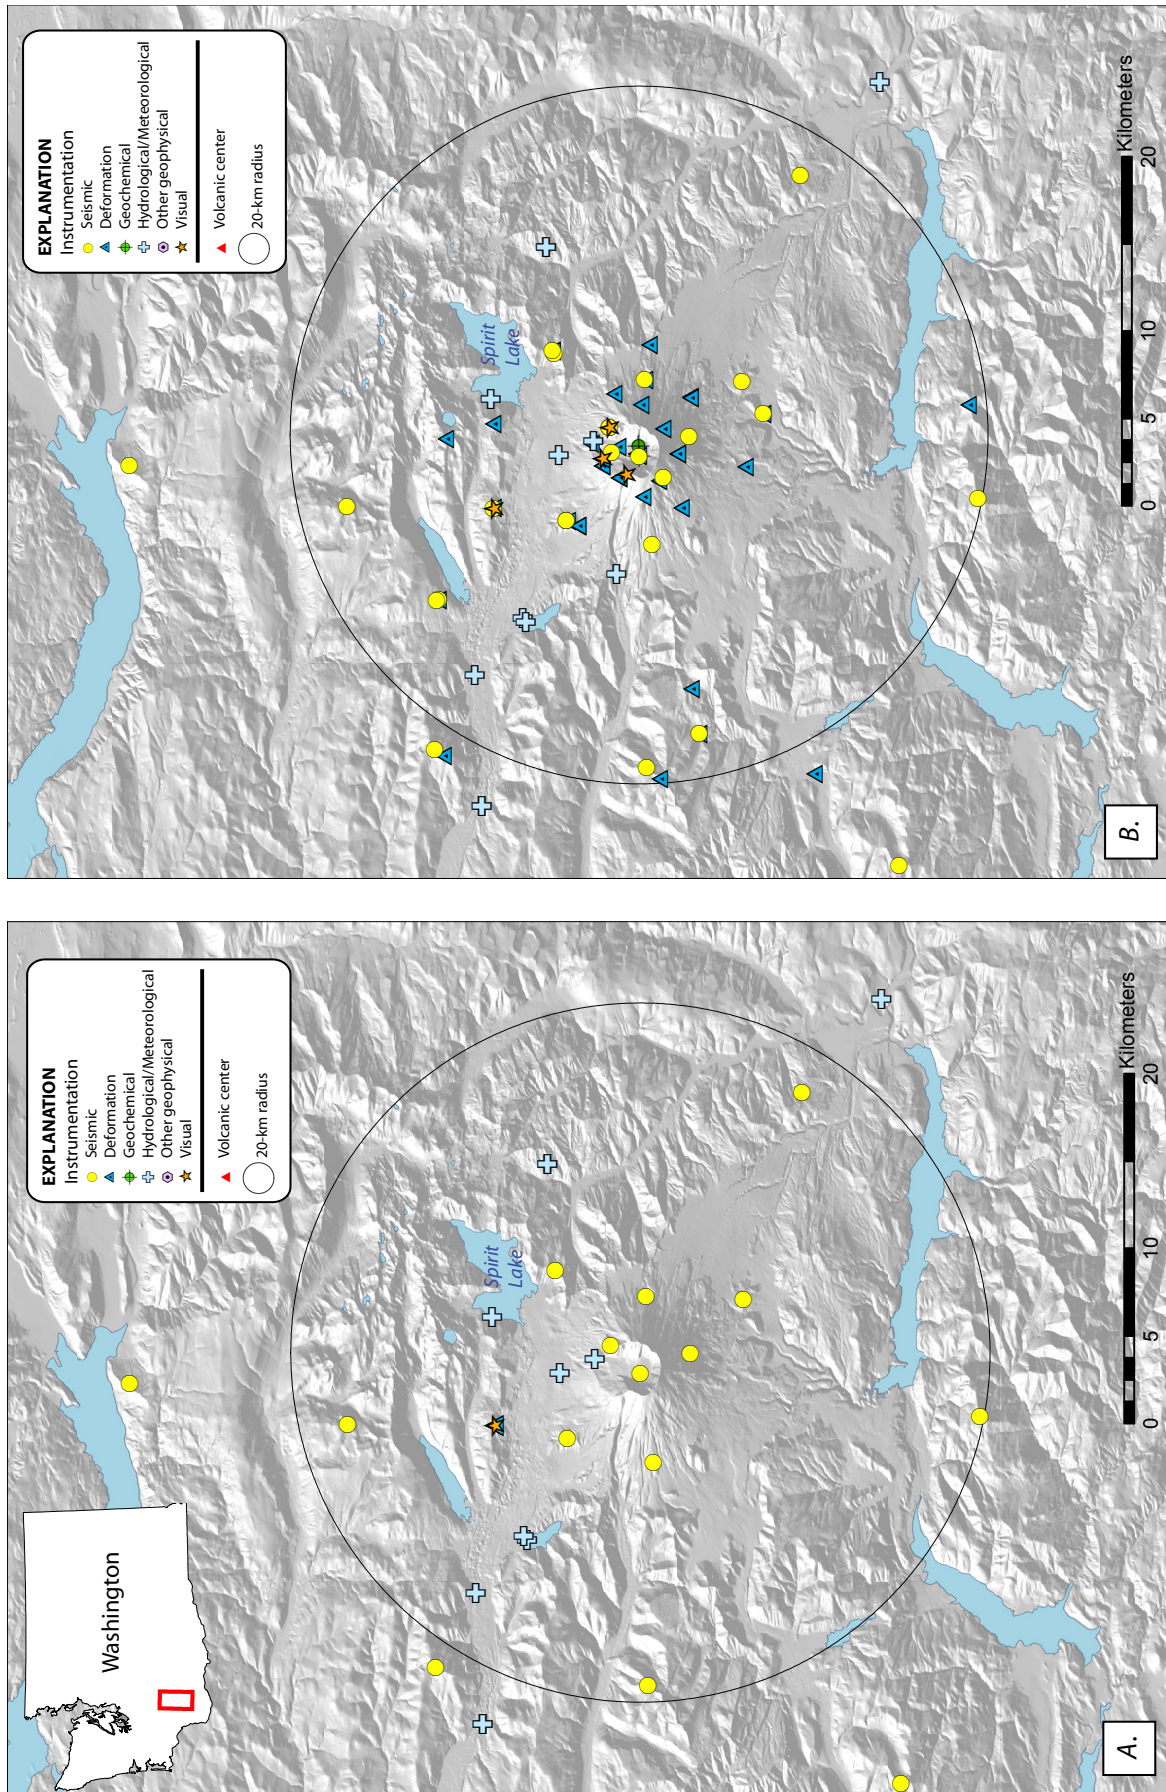 Washington
EXPLANATION
Instrumentation
Seismic
Deformation
Geochemical
Hydrological/Meteorological
Other geophysical
Visual
Volcanic center
20-km radius
Spirit
Lake
A.
0
5
10
20
Kilometers
EXPLANATION
Instrumentation
Seismic
Deformation
Geochemical
Hydrological/Meteorological
Other geophysical
Visual
Volcanic center
20-km radius
Spirit
Lake
B.
0
5
10
20
Kilometers